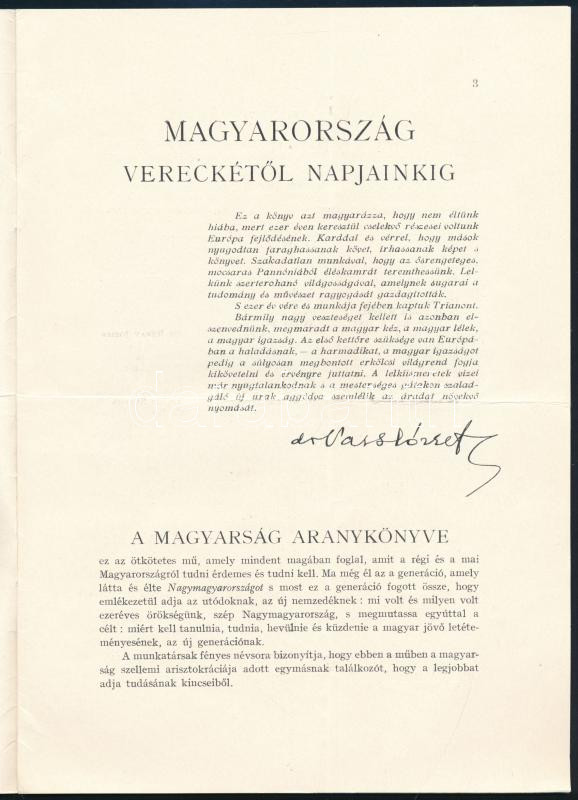 3
MAGYARORSZÁG
VERECKÉTŐL NAPJAINKIG
Ez a könyv azt magyarázza, hogy nem éltünk
hiába, mert ezer éven keresztül cselekvő részesei voltunk
Európa fejlődésének. Karddal és vérrel, hogy mások
nyugodtan faraghassanak követ, írhassanak képet s
könyvet. Szakadatlan munkával, hogy az ősrengeteges,
mocsaras Pannóniából éléskamrát teremthessünk. Lel-
künk szerterohanó világosságával, amelynek sugarai a
tudomány és művészet ragyogását gazdagították.
S ezer év vére és munkája fejében kaptuk Trianont.
Bármily nagy veszteséget kellett is azonban el-
szenvednünk, megmaradt a magyar kéz, a magyar lélek,
a magyar igazság. Az első kettőre szüksége van Európá-
ban a haladásnak, — a harmadikat, a magyar igazságot
pedig a súlyosan megbontott erkölcsi világrend fogja
kikövetelni és érvényre juttatni. A lelkiismeretek vizei
már nyugtalankodnak s a mesterséges gátakon szalad-
gáló új urak aggódva szemlélik az áradat növekvő
nyomását.
dr Vass József
A MAGYARSÁG ARANYKÖNYVE
ez az ötkötetes mű, amely mindent magában foglal, amit a régi és a mai
Magyarországról tudni érdemes és tudni kell. Ma még él az a generáció, amely
látta és élte Nagymagyarországot s most ez a generáció fogott össze, hogy
emlékezetül adja az utódoknak, az új nemzedéknek : mi volt és milyen volt
ezeréves örökségünk, szép Nagymagyarország, s megmutassa egyúttal a
célt : miért kell tanulnia, tudnia, hevülnie és küzdenie a magyar jövő letéte-
ményesének, az új generációnak.
A munkatársak fényes névsora bizonyítja, hogy ebben a műben a magyar-
ság szellemi arisztokráciája adott egymásnak találkozót, hogy a legjobbat
adja tudásának kincseiből.